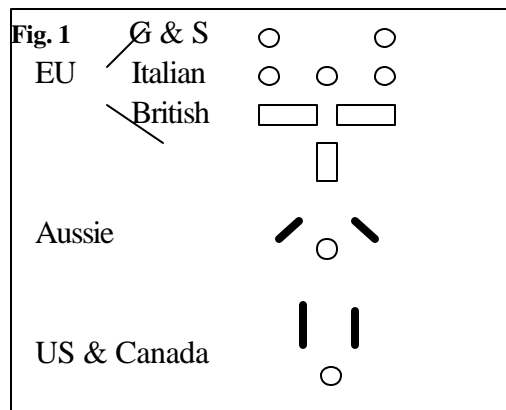 Fig. 1 G & S
EU Italian
British
Aussie
US & Canada